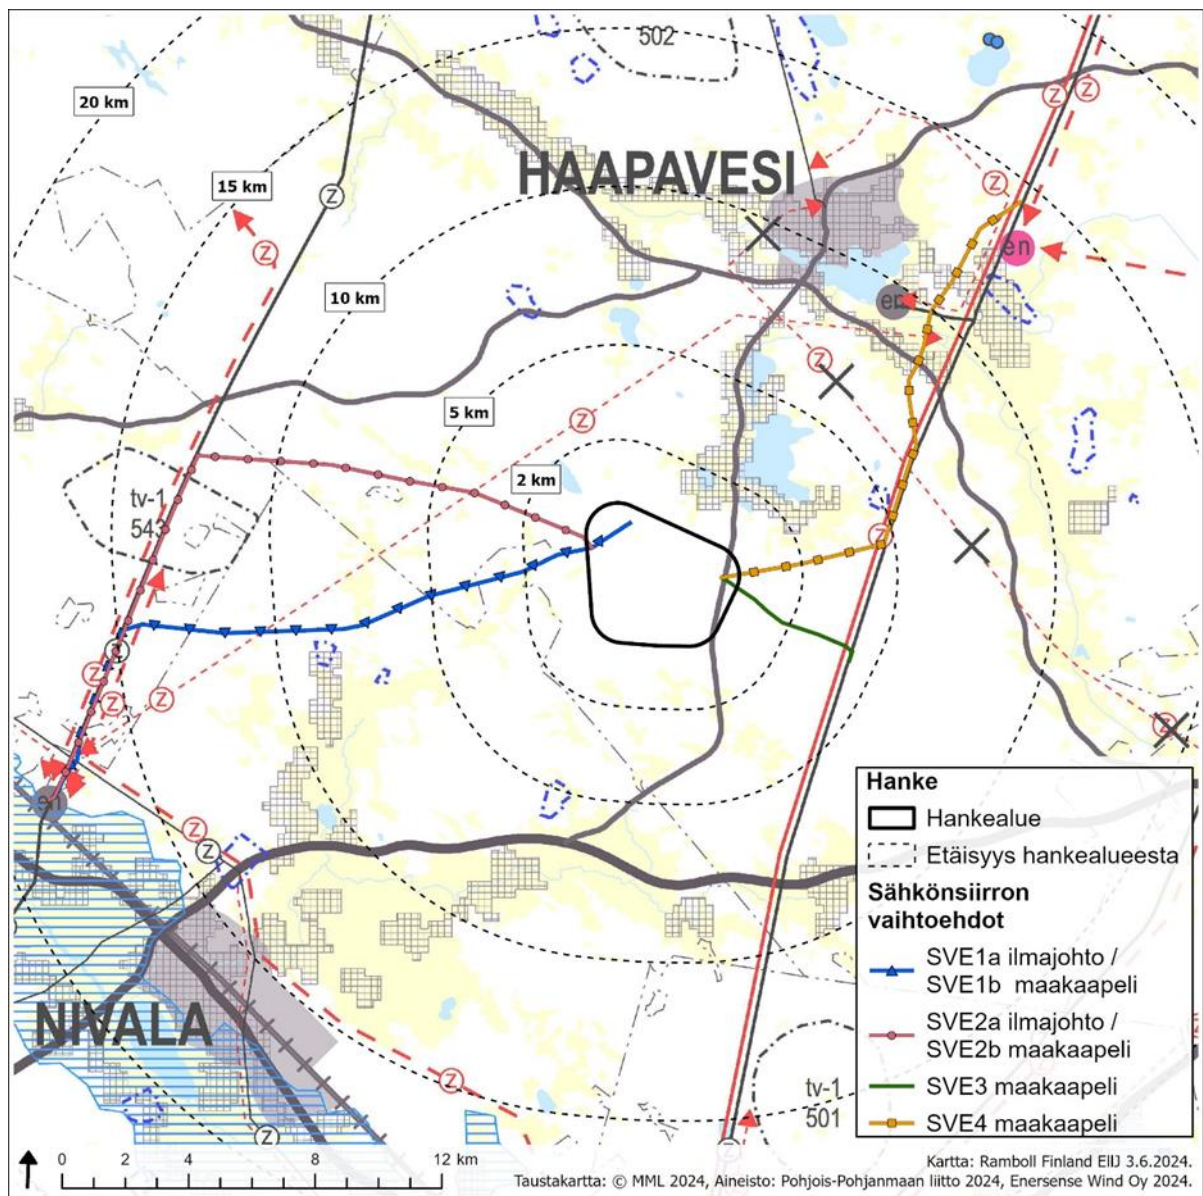 502
20 km
Z
Z
HAAPAVESI
15 km
Z
Z
Z
en
10 km
en
Z
5 km
Z
2 km
tv-1
543
Z
Z
Z
Z
Z
Z
en
Z
Z
NIVALA
Z
Z
tv-1
501
Z
Hanke
Hankealue
Etäisyys hankealueesta
Sähkönsiirron
vaihtoehdot
SVE1a ilmajohto /
SVE1b maakaapeli
SVE2a ilmajohto /
SVE2b maakaapeli
SVE3 maakaapeli
SVE4 maakaapeli
0 2 4 8 12 km
Kartta: Ramboll Finland EIIJ 3.6.2024.
Taustakartta: © MML 2024, Aineisto: Pohjois-Pohjanmaan liitto 2024, Enersense Wind Oy 2024.